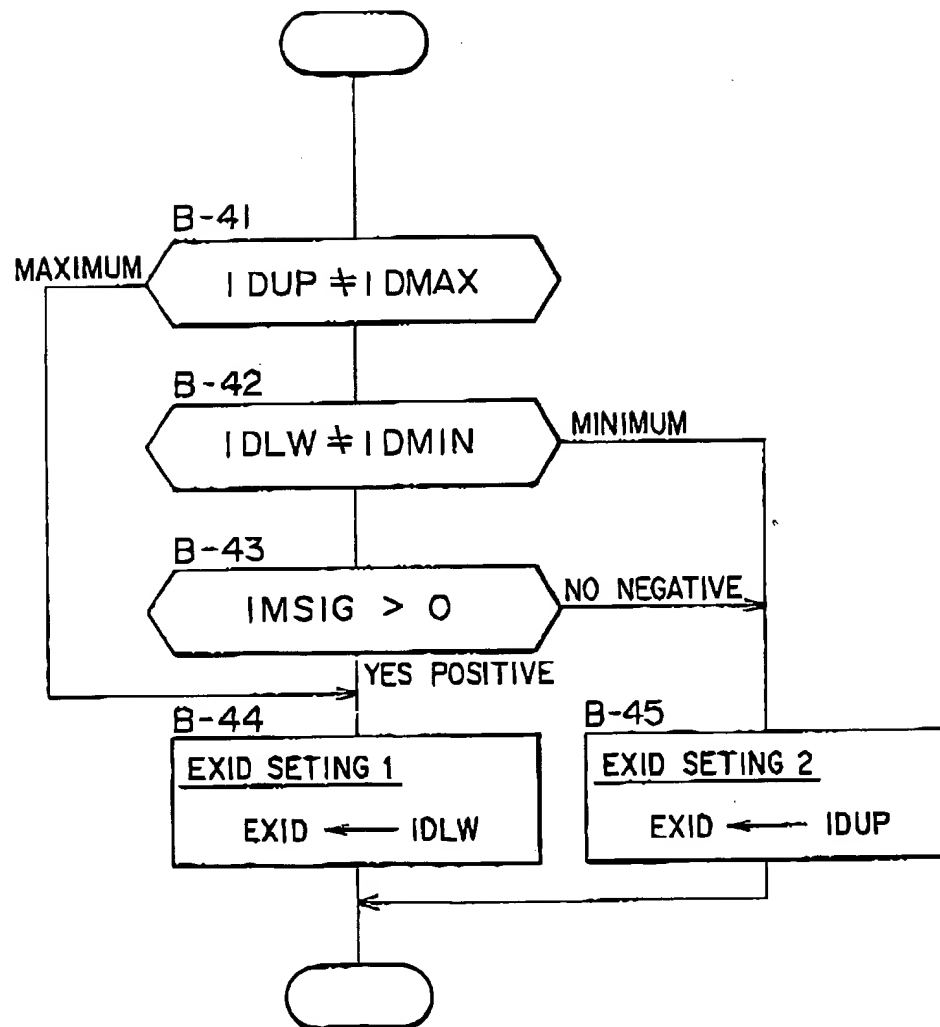 B-41
MAXIMUM
IDUP ≠ IDMAX
B-42
IDLW ≠ IDMIN
MINIMUM
B-43
IMSIG > 0
NO NEGATIVE
YES POSITIVE
B-44
EXID SETING 1
EXID ← IDLW
B-45
EXID SETING 2
EXID ← IDUP